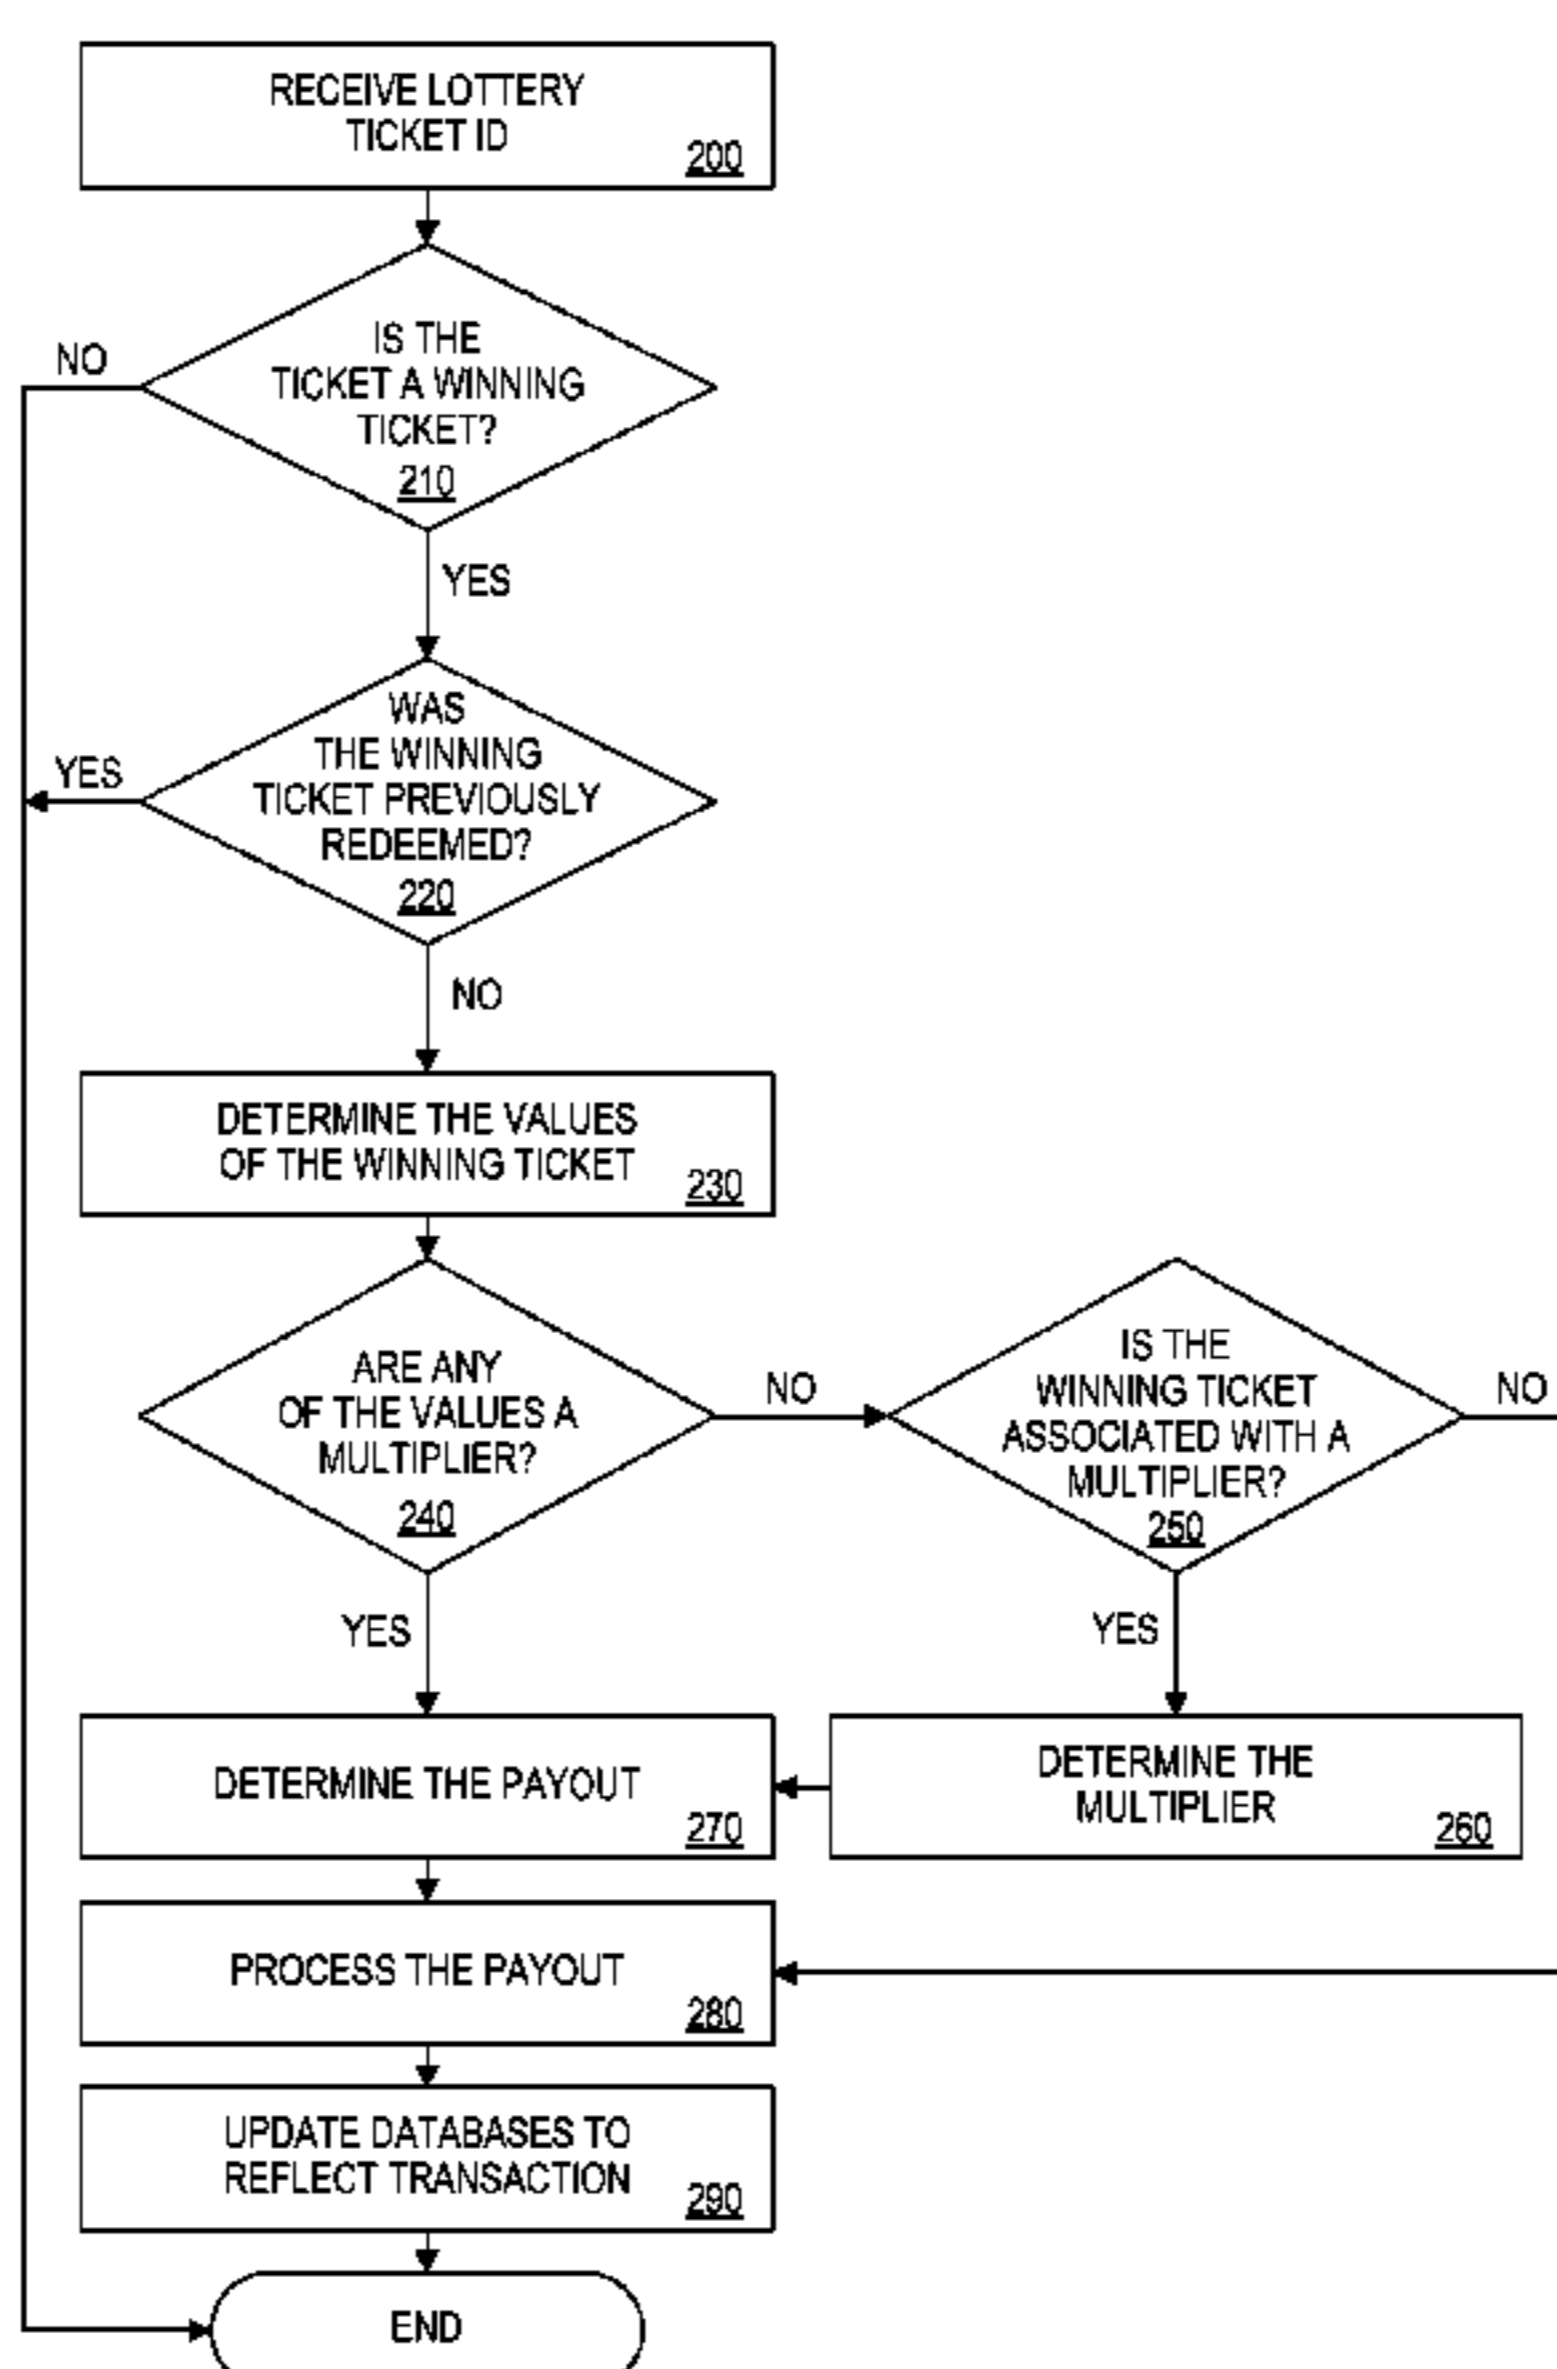 RECEIVE LOTTERY
TICKET ID
200
IS THE
TICKET A WINNING
TICKET?
210
NO
YES
WAS
THE WINNING
TICKET PREVIOUSLY
REDEEMED?
220
YES
NO
DETERMINE THE VALUES
OF THE WINNING TICKET
230
ARE ANY
OF THE VALUES A
MULTIPLIER?
240
NO
IS THE
WINNING TICKET
ASSOCIATED WITH A
MULTIPLIER?
250
NO
YES
YES
DETERMINE THE PAYOUT
270
DETERMINE THE
MULTIPLIER
260
PROCESS THE PAYOUT
280
UPDATE DATABASES TO
REFLECT TRANSACTION
290
END